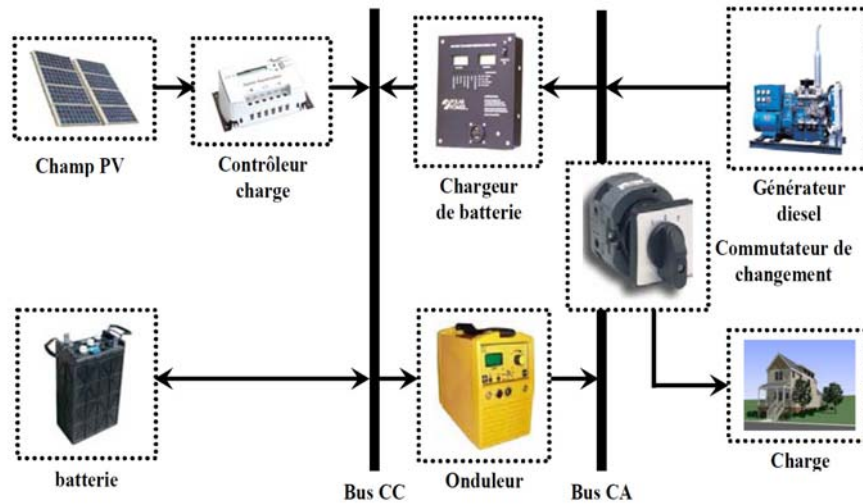 Champ PV
Contrôleur
charge
Chargeur
de batterie
Générateur
diesel
Commutateur de
changement
batterie
Bus CC
Onduleur
Bus CA
Charge